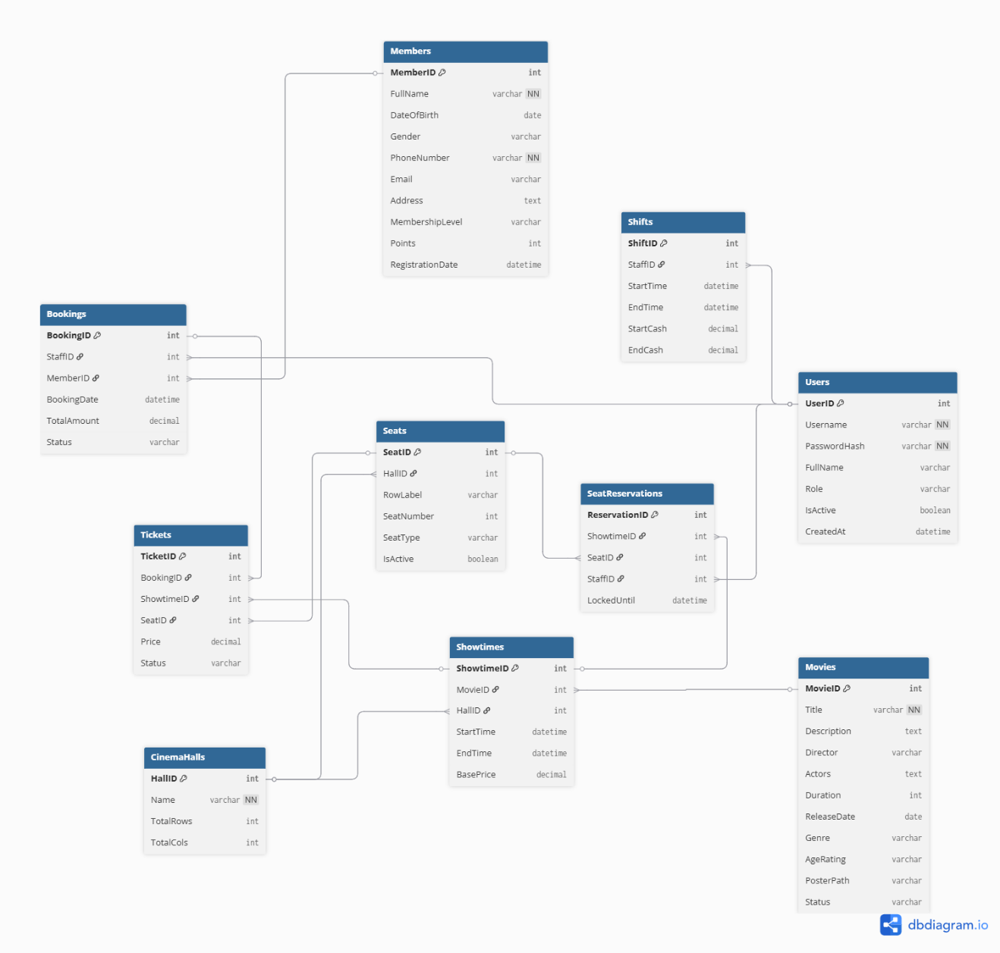 Members
MemberID int
FullName varchar NN
DateOfBirth date
Gender varchar
PhoneNumber varchar NN
Email varchar
Address text
MembershipLevel varchar
Points int
RegistrationDate datetime
Shifts
ShiftID int
StaffID int
StartTime datetime
EndTime datetime
StartCash decimal
EndCash decimal
Bookings
BookingID int
StaffID int
MemberID int
BookingDate datetime
TotalAmount decimal
Status varchar
Users
UserID int
Username varchar NN
PasswordHash varchar NN
FullName varchar
Role varchar
IsActive boolean
CreatedAt datetime
Seats
SeatID int
HallID int
RowLabel varchar
SeatNumber int
SeatType varchar
IsActive boolean
SeatReservations
ReservationID int
ShowtimeID int
SeatID int
StaffID int
LockedUntil datetime
Tickets
TicketID int
BookingID int
ShowtimeID int
SeatID int
Price decimal
Status varchar
Showtimes
ShowtimeID int
MovieID int
HallID int
StartTime datetime
EndTime datetime
BasePrice decimal
Movies
MovieID int
Title varchar NN
Description text
Director varchar
Actors text
Duration int
ReleaseDate date
Genre varchar
AgeRating varchar
PosterPath varchar
Status varchar
CinemaHalls
HallID int
Name varchar NN
TotalRows int
TotalCols int
dbdiagram.io